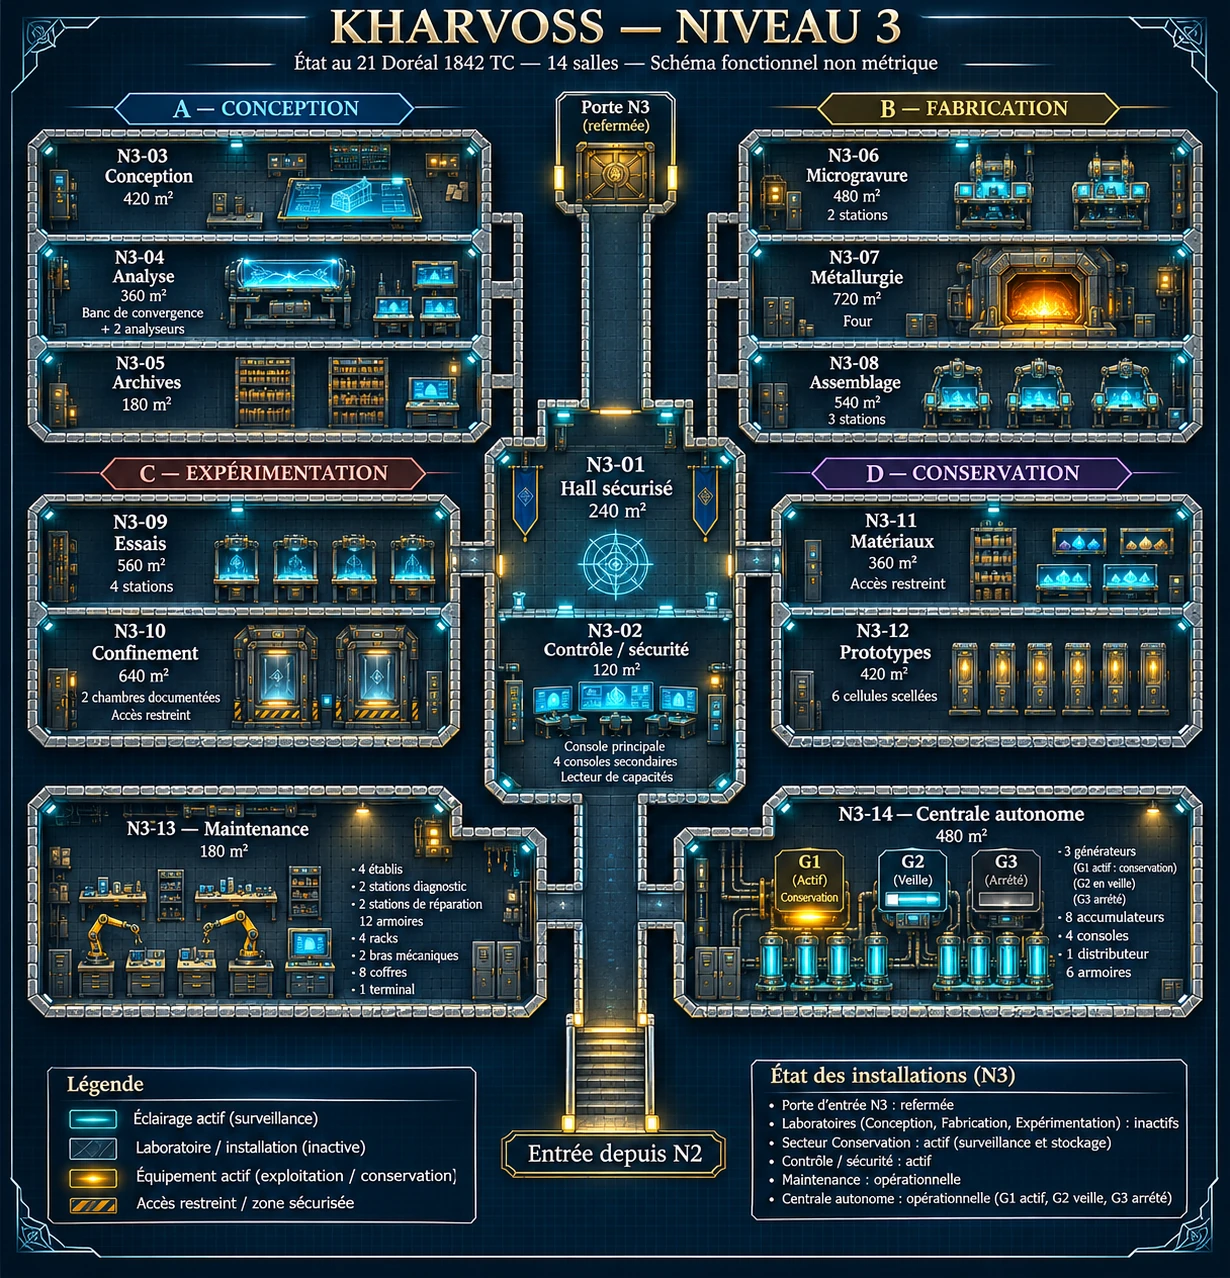 KHARVOSS — NIVEAU 3
État au 21 Doréal 1842 TC — 14 salles — Schéma fonctionnel non métrique
A — CONCEPTION
N3-03
Conception
420 m²
N3-04
Analyse
360 m²
Banc de convergence
+ 2 analyseurs
N3-05
Archives
180 m²
Porte N3
(refermée)
B — FABRICATION
N3-06
Microgravure
480 m²
2 stations
N3-07
Métallurgie
720 m²
Four
N3-08
Assemblage
540 m²
3 stations
C — EXPÉRIMENTATION
N3-09
Essais
560 m²
4 stations
N3-10
Confinement
640 m²
2 chambres documentées
Accès restreint
N3-01
Hall sécurisé
240 m²
N3-02
Contrôle / sécurité
120 m²
Console principale
4 consoles secondaires
Lecteur de capacités
D — CONSERVATION
N3-11
Matériaux
360 m²
Accès restreint
N3-12
Prototypes
420 m²
6 cellules scellées
N3-13 — Maintenance
180 m²
• 4 établis
• 2 stations diagnostic
• 2 stations de réparation
12 armoires
• 4 racks
• 2 bras mécaniques
• 8 coffres
• 1 terminal
N3-14 — Centrale autonome
480 m²
G1
(Actif)
Conservation
G2
(Veille)
G3
(Arrété)
• 3 générateurs
(G1 actif : conservation)
(G2 en veille)
(G3 arrété)
• 8 accumulateurs
• 4 consoles
• 1 distributeur
6 armoires
Entrée depuis N2
Légende
Éclairage actif (surveillance)
Laboratoire / installation (inactive)
Équipement actif (exploitation / conservation)
Accès restreint / zone sécurisée
État des installations (N3)
• Porte d'entrée N3 : refermée
• Laboratoires (Conception, Fabrication, Expérimentation) : inactifs
• Secteur Conservation : actif (surveillance et stockage)
• Contrôle / sécurité : actif
• Maintenance : opérationnelle
• Centrale autonome : opérationnelle (G1 actif, G2 veille, G3 arrété)